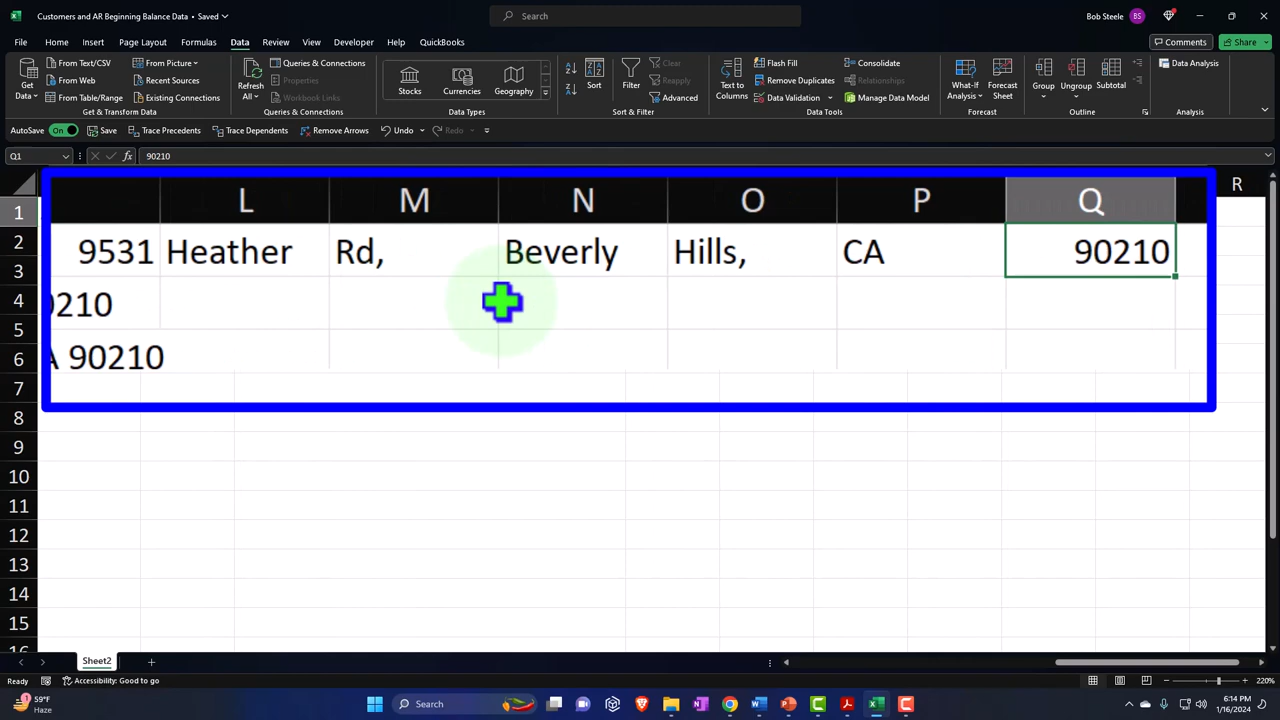 Customers and AR Beginning Balance Data • Saved
Search
Bob Steele BS
File Home Insert Page Layout Formulas Data Review View Developer Help QuickBooks Comments Share
Get Data
From Text/CSV
From Web
From Table/Range
From Picture
Recent Sources
Existing Connections
Get & Transform Data
Refresh All
Queries & Connections
Properties
Workbook Links
Queries & Connections
Stocks Currencies Geography
Data Types
Sort
Filter
Clear
Reapply
Advanced
Sort & Filter
Text to Columns
Flash Fill
Remove Duplicates
Data Validation
Consolidate
Relationships
Manage Data Model
Data Tools
What-If Analysis
Forecast Sheet
Forecast
Group Ungroup Subtotal
Outline
Data Analysis
Analysis
AutoSave On Save Trace Precedents Trace Dependents Remove Arrows Undo Redo
Q1 fx 90210
L M N O P Q R
1
9531 Heather Rd, Beverly Hills, CA 90210
2
3
0210
4
5
A 90210
6
7
8
9
10
11
12
13
14
15
16
Sheet2
Ready Accessibility: Good to go 220%
1
59°F
Haze
Search
6:14 PM
1/16/2024